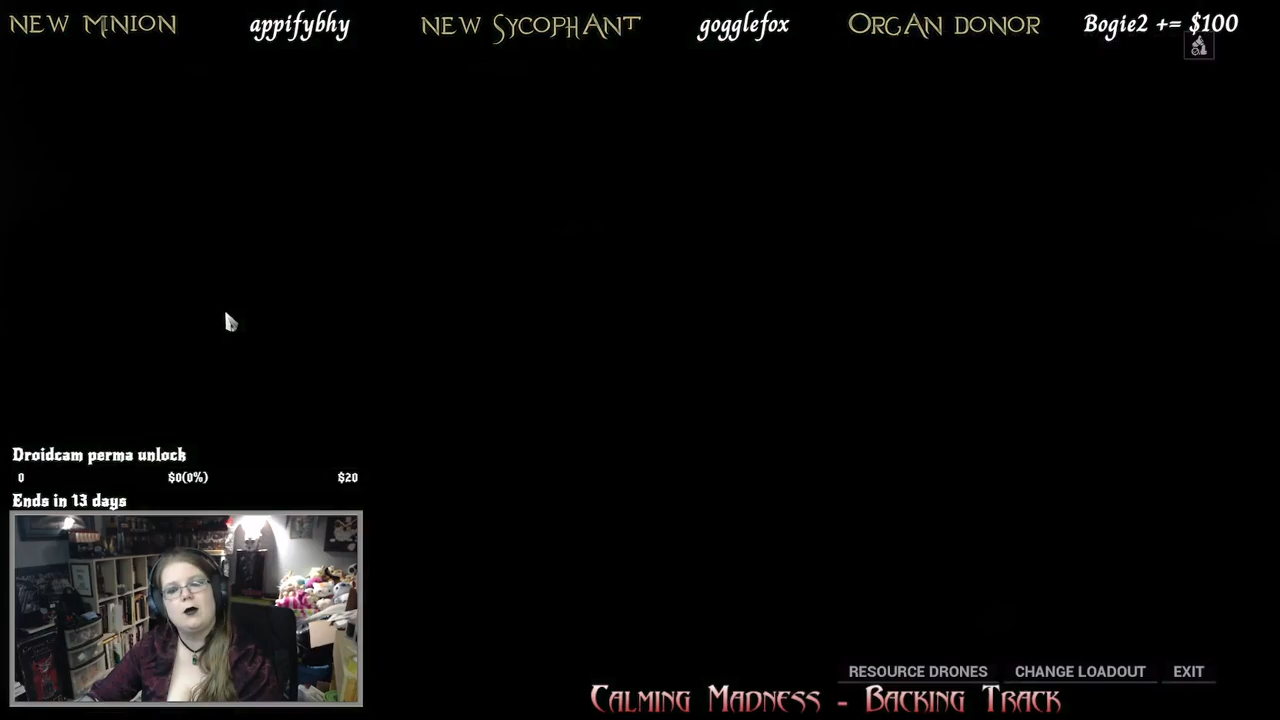 NEW MINION appifybhy NEW SYCOPHANT gogglefox ORGAN DONOR Bogie2 += $100
Droidcam perma unlock
0 $0(0%) $20
Ends in 13 days
RESOURCE DRONES CHANGE LOADOUT EXIT
Calming Madness - Backing Track